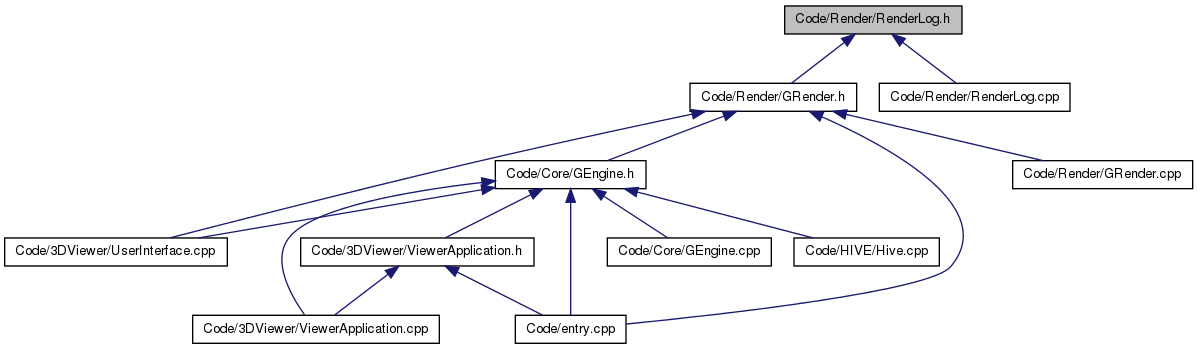 Code/Render/RenderLog.h
Code/Render/GRender.h
Code/Render/RenderLog.cpp
Code/Core/GEngine.h
Code/Render/GRender.cpp
Code/3DViewer/UserInterface.cpp
Code/3DViewer/ViewerApplication.h
Code/Core/GEngine.cpp
Code/HIVE/Hive.cpp
Code/3DViewer/ViewerApplication.cpp
Code/entry.cpp